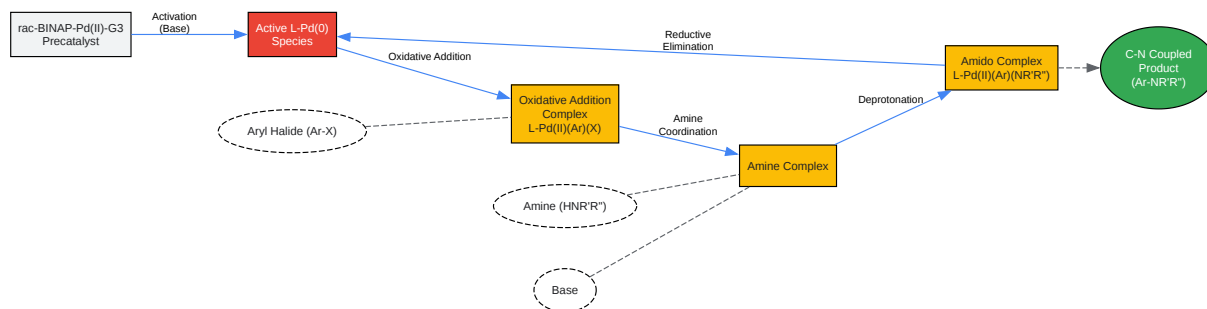 rac-BINAP-Pd(II)-G3
Precatalyst
Activation
(Base)
Active L-Pd(0)
Species
Oxidative Addition
Reductive
Elimination
Aryl Halide (Ar-X)
Oxidative Addition
Complex
L-Pd(II)(Ar)(X)
Amine
Coordination
Amine (HNR'R")
Base
Amine Complex
Deprotonation
Amido Complex
L-Pd(II)(Ar)(NR'R")
C-N Coupled
Product
(Ar-NR'R")